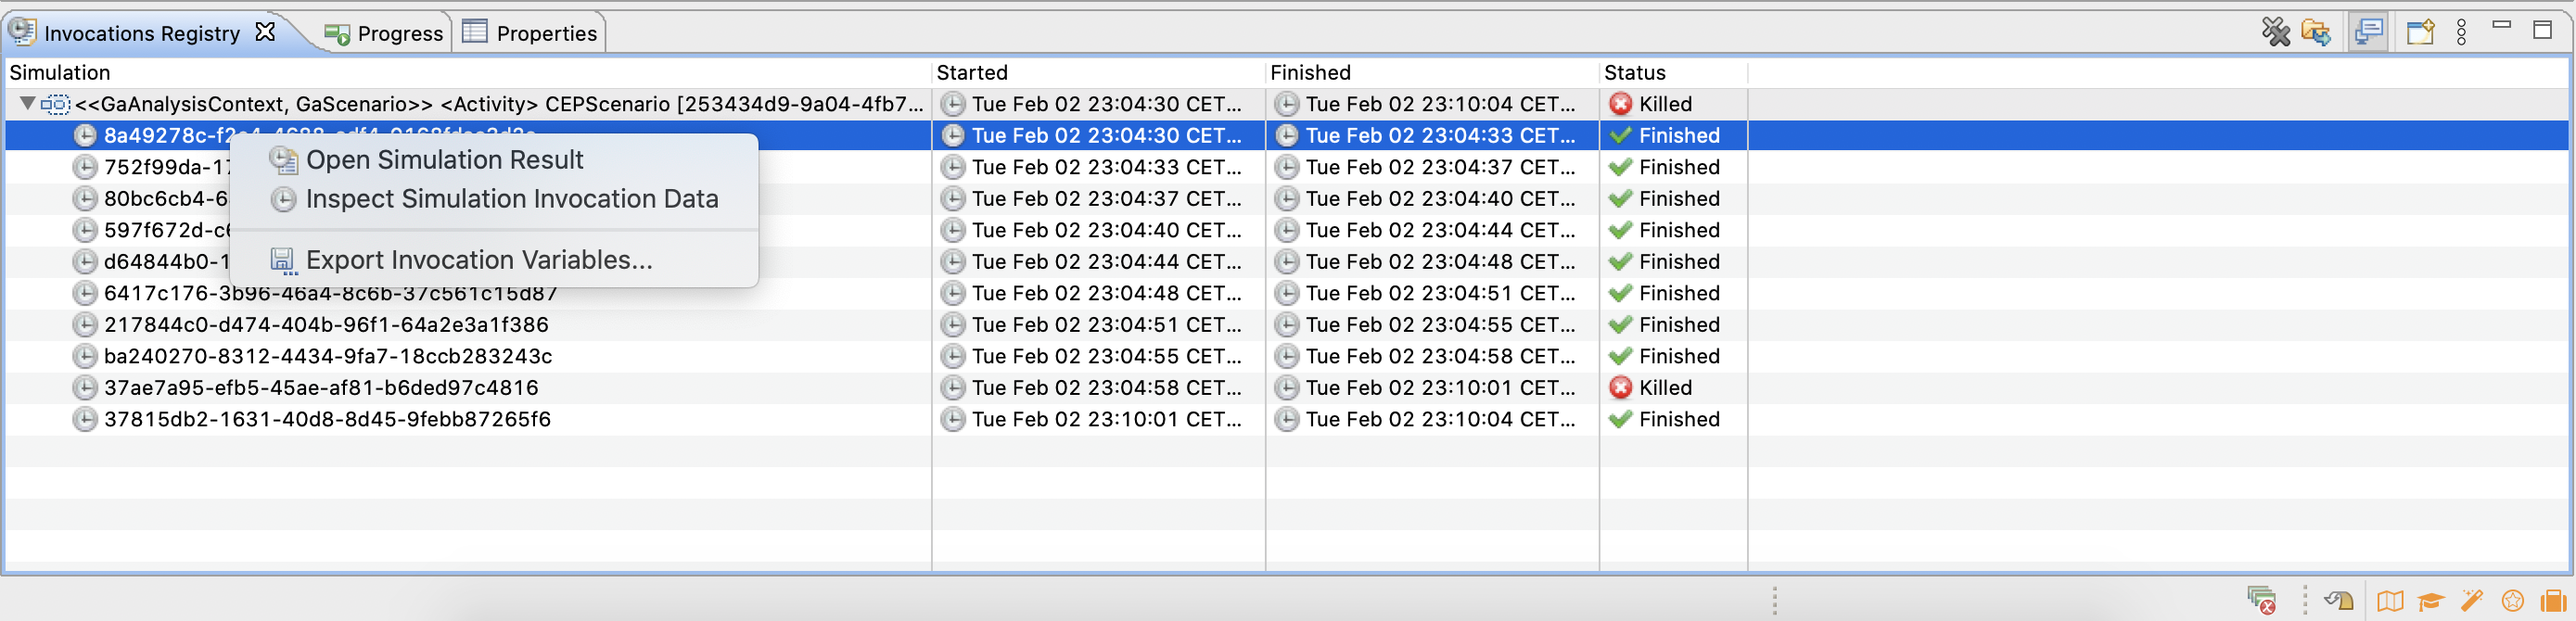 Invocations Registry Progress Properties
Simulation Started Finished Status
<<GaAnalysisContext, GaScenario>> <Activity> CEPScenario [253434d9-9a04-4fb7... Tue Feb 02 23:04:30 CET... Tue Feb 02 23:10:04 CET... Killed
8a49278c-f2 Tue Feb 02 23:04:30 CET... Tue Feb 02 23:04:33 CET... Finished
Open Simulation Result
752f99da-17 Tue Feb 02 23:04:33 CET... Tue Feb 02 23:04:37 CET... Finished
Inspect Simulation Invocation Data
80bc6cb4-6 Tue Feb 02 23:04:37 CET... Tue Feb 02 23:04:40 CET... Finished
597f672d-c6 Tue Feb 02 23:04:40 CET... Tue Feb 02 23:04:44 CET... Finished
Export Invocation Variables...
d64844b0-1 Tue Feb 02 23:04:44 CET... Tue Feb 02 23:04:48 CET... Finished
6417c176-3b96-46a4-8c6b-37c561c15d87 Tue Feb 02 23:04:48 CET... Tue Feb 02 23:04:51 CET... Finished
217844c0-d474-404b-96f1-64a2e3a1f386 Tue Feb 02 23:04:51 CET... Tue Feb 02 23:04:55 CET... Finished
ba240270-8312-4434-9fa7-18ccb283243c Tue Feb 02 23:04:55 CET... Tue Feb 02 23:04:58 CET... Finished
37ae7a95-efb5-45ae-af81-b6ded97c4816 Tue Feb 02 23:04:58 CET... Tue Feb 02 23:10:01 CET... Killed
37815db2-1631-40d8-8d45-9febb87265f6 Tue Feb 02 23:10:01 CET... Tue Feb 02 23:10:04 CET... Finished